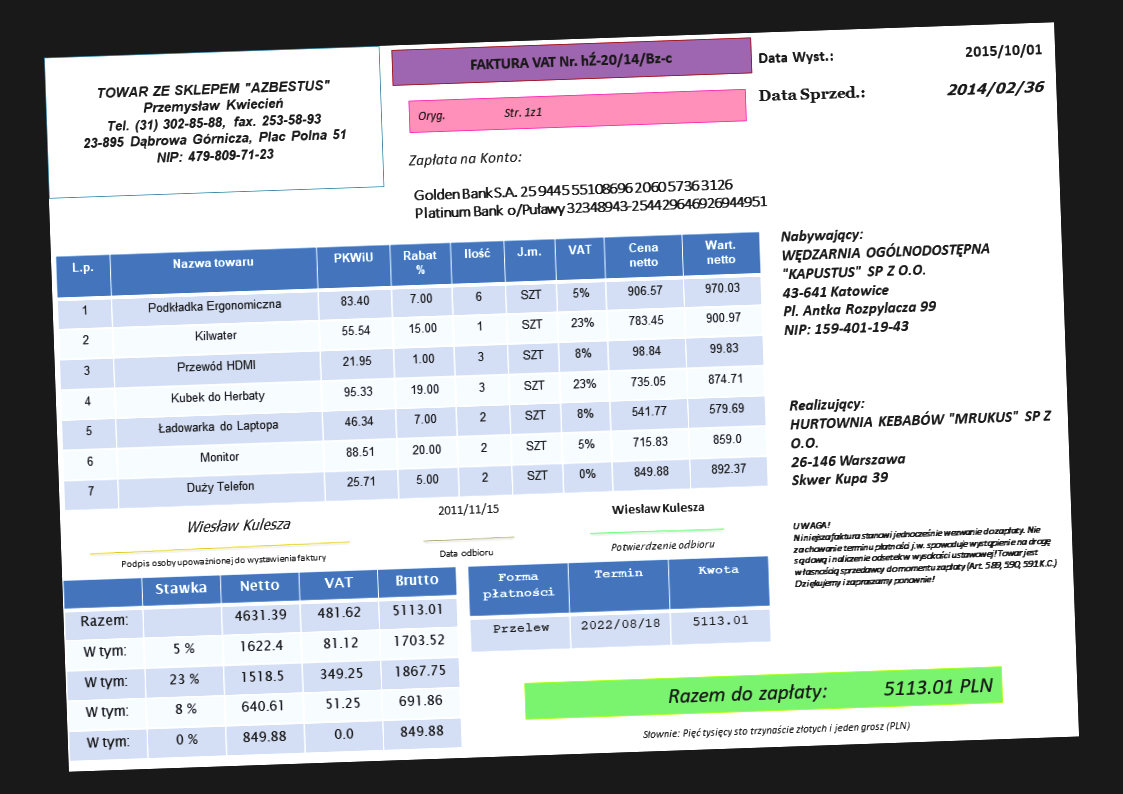 TOWAR ZE SKLEPEM "AZBESTUS"
Przemysław Kwiecień
Tel. (31) 302-85-88, fax. 253-58-93
23-895 Dąbrowa Górnicza, Plac Polna 51
NIP: 479-809-71-23
FAKTURA VAT Nr. hŹ-20/14/Bz-c
Oryg. Str. 1z1
Data Wyst.: 2015/10/01
Data Sprzed.: 2014/02/36
Zapłata na Konto:
Golden Bank S.A. 25 9445 5510 8696 2060 5736 3126
Platinum Bank o/Puławy 32348943-254429646926944951
Nabywający:
WĘDZARNIA OGÓLNODOSTĘPNA
"KAPUSTUS" SP Z O.O.
43-641 Katowice
Pl. Antka Rozpylacza 99
NIP: 159-401-19-43
Realizujący:
HURTOWNIA KEBABÓW "MRUKUS" SP Z
O.O.
26-146 Warszawa
Skwer Kupa 39
L.p. Nazwa towaru PKWiU Rabat % Ilość J.m. VAT Cena netto Wart. netto
1 Podkładka Ergonomiczna 83.40 7.00 6 SZT 5% 906.57 970.03
2 Kilwater 55.54 15.00 1 SZT 23% 783.45 900.97
3 Przewód HDMI 21.95 1.00 3 SZT 8% 98.84 99.83
4 Kubek do Herbaty 95.33 19.00 3 SZT 23% 735.05 874.71
5 Ładowarka do Laptopa 46.34 7.00 2 SZT 8% 541.77 579.69
6 Monitor 88.51 20.00 2 SZT 5% 715.83 859.0
7 Duży Telefon 25.71 5.00 2 SZT 0% 849.88 892.37
Wiesław Kulesza
Podpis osoby upoważnionej do wystawienia faktury
2011/11/15
Data odbioru
Wiesław Kulesza
Potwierdzenie odbioru
UWAGA!
Niniejsza faktura stanowi jednocześnie wezwanie do zapłaty. Nie
zachowanie terminu płatności j.w. spowoduje wystąpienie na drogę
sądową i naliczenie odsetek w wysokości ustawowej! Towar jest
własnością sprzedawcy do momentu zapłaty (Art. 589, 590, 591 K.C.)
Dziękujemy i zapraszamy ponownie!
Stawka Netto VAT Brutto
Razem: 4631.39 481.62 5113.01
W tym: 5 % 1622.4 81.12 1703.52
W tym: 23 % 1518.5 349.25 1867.75
W tym: 8 % 640.61 51.25 691.86
W tym: 0 % 849.88 0.0 849.88
Forma płatności Termin Kwota
Przelew 2022/08/18 5113.01
Razem do zapłaty: 5113.01 PLN
Słownie: Pięć tysięcy sto trzynaście złotych i jeden grosz (PLN)